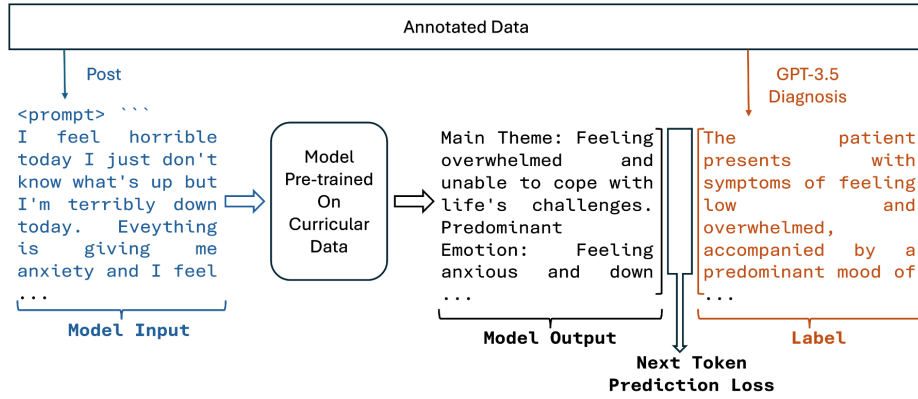 Annotated Data
Post
GPT-3.5
Diagnosis
<prompt> ```
I feel horrible
today I just don't
know what's up but
I'm terribly down
today. Eveything
is giving me
anxiety and I feel
...
Model Input
Model
Pre-trained
On
Curricular
Data
Main Theme: Feeling
overwhelmed and
unable to cope with
life's challenges.
Predominant
Emotion: Feeling
anxious and down
...
Model Output
The patient
presents with
symptoms of feeling
low and
overwhelmed,
accompanied by a
predominant mood of
...
Label
Next Token
Prediction Loss